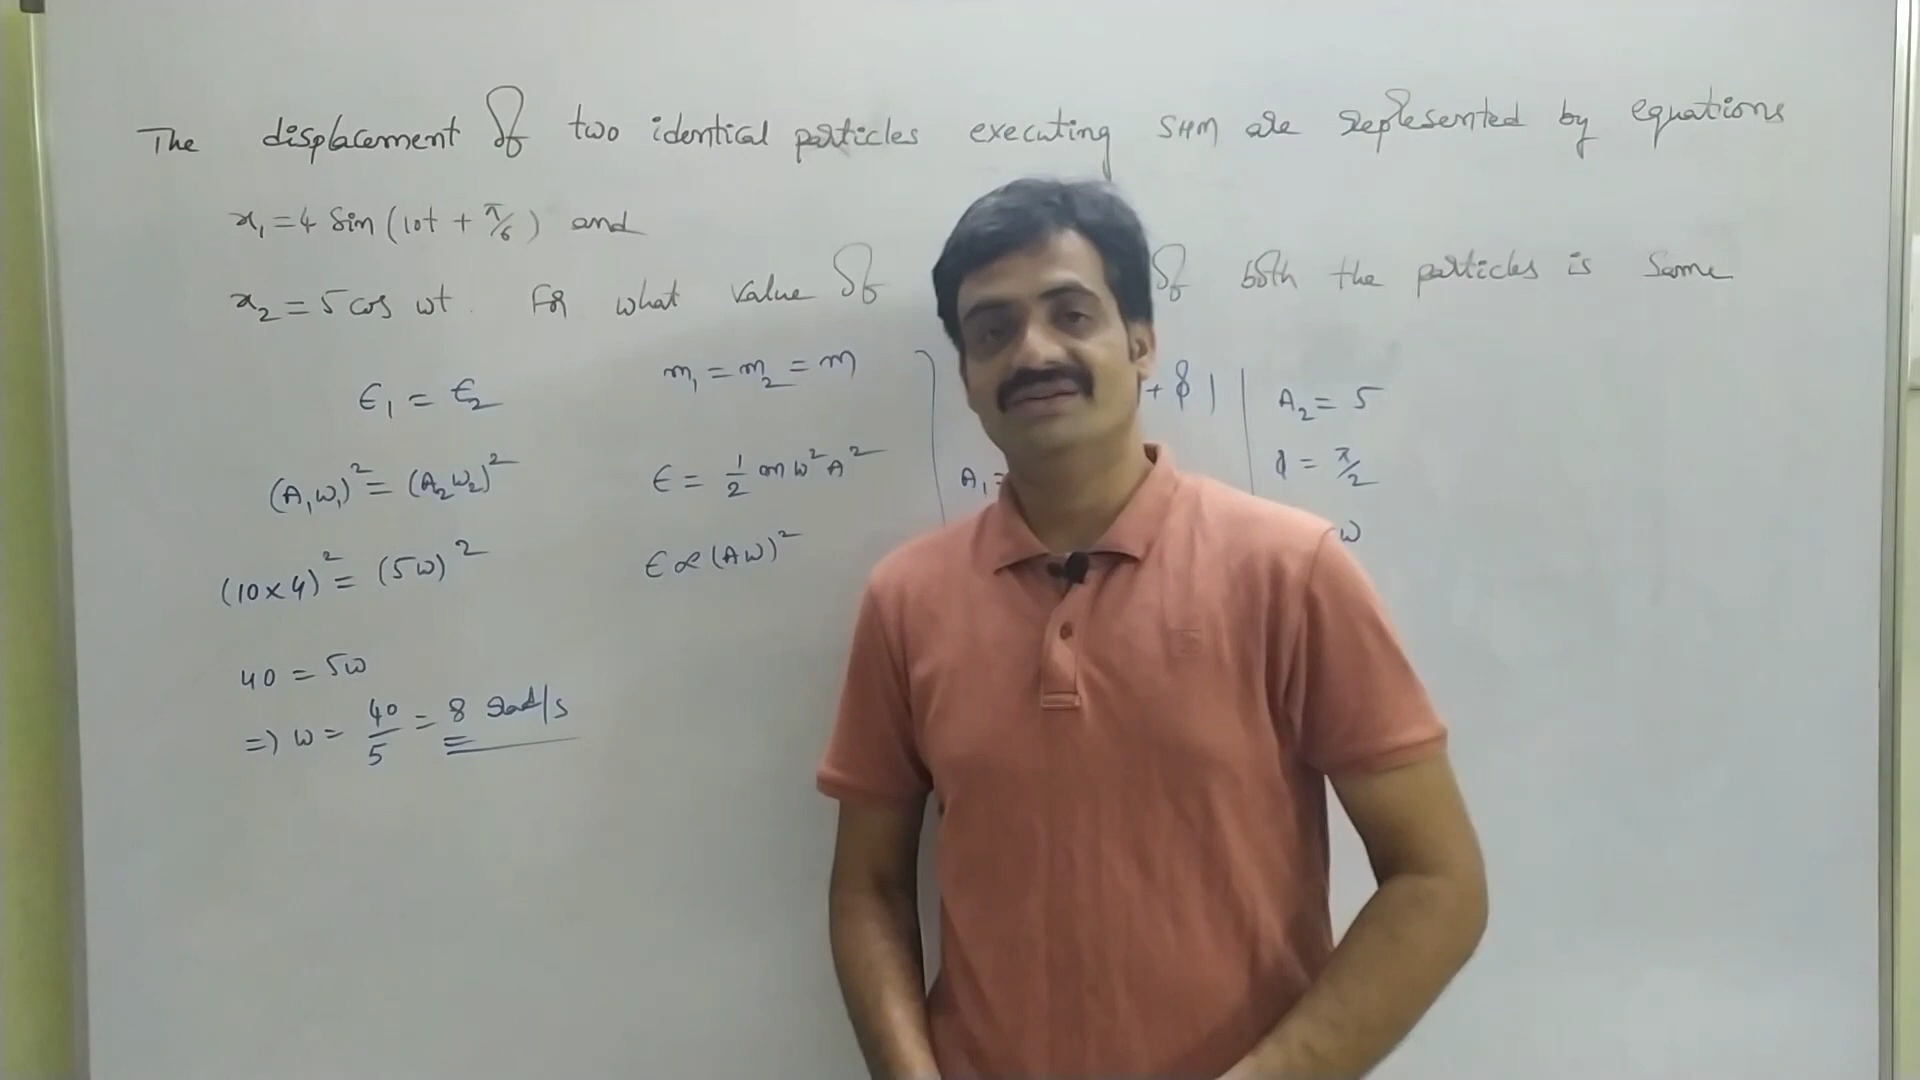 The displacement of two identical particles executing SHM are represented by equations
x₁ = 4 sin (10t + π/6) and
x₂ = 5 cos wt. For what value of of both the particles is same
E₁ = E₂
(A₁ω₁)² = (A₂ω₂)²
(10×4)² = (5ω)²
40 = 5ω
=) ω = 40/5 = 8 rad/s
m₁ = m₂ = m
E = 1/2 m ω² A²
E ∝ (Aω)²
+ ϕ )
A₁ =
A₂ = 5
ϕ = π/2
ω